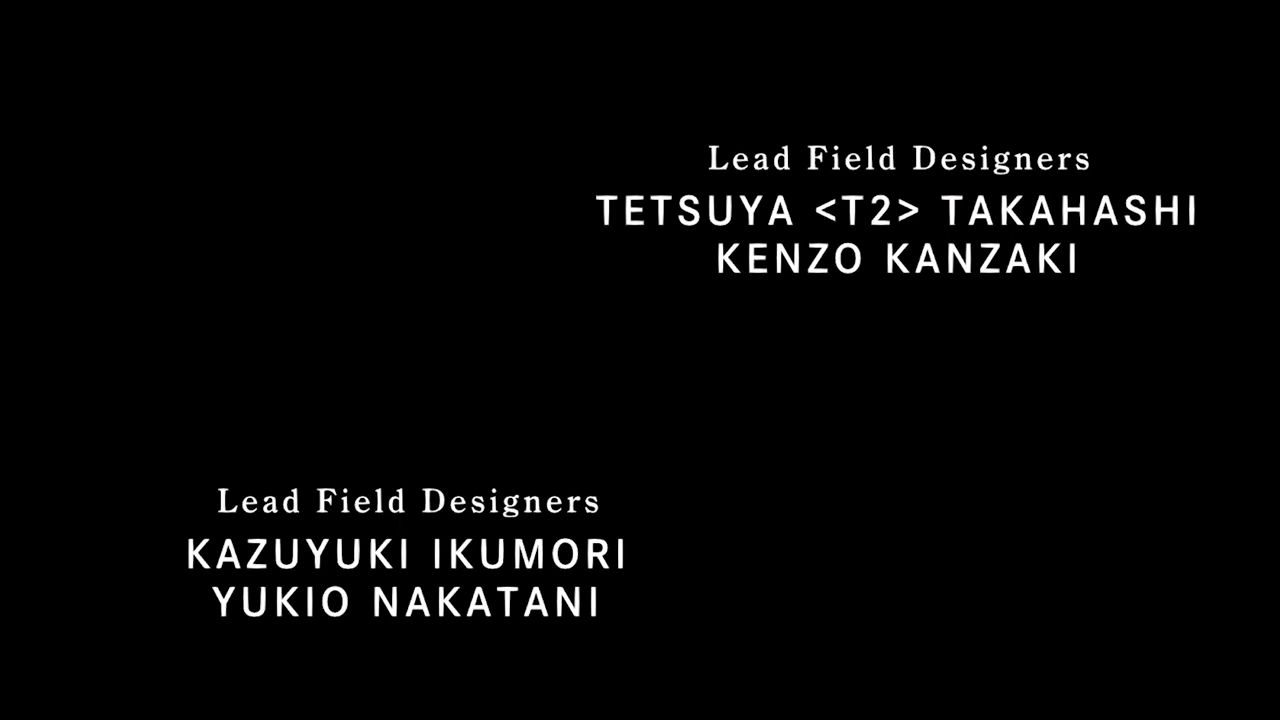 Lead Field Designers
TETSUYA <T2> TAKAHASHI
KENZO KANZAKI
Lead Field Designers
KAZUYUKI IKUMORI
YUKIO NAKATANI